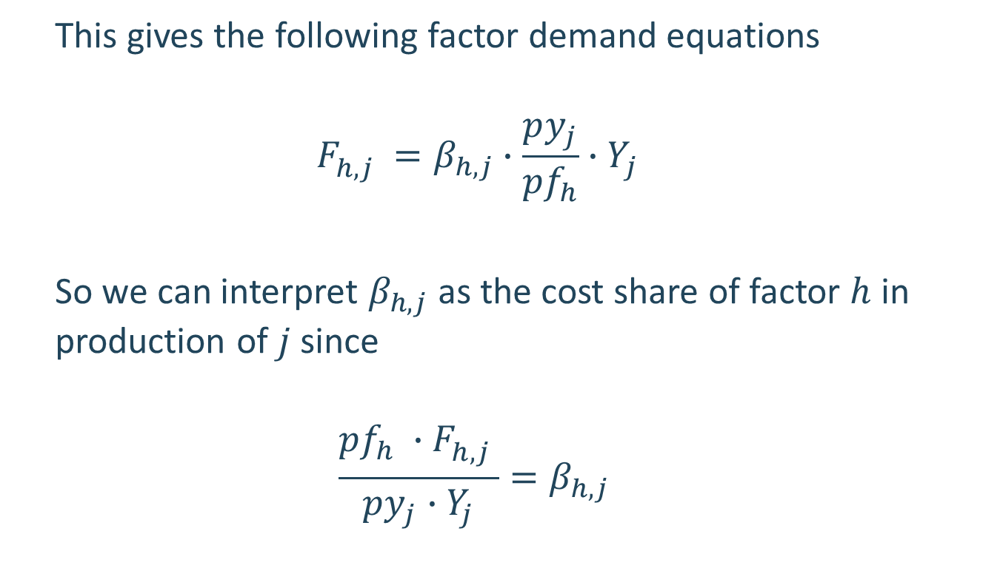 This gives the following factor demand equations
$F_{h,j} = \beta_{h,j} \cdot \frac{py_j}{pf_h} \cdot Y_j$
So we can interpret $\beta_{h,j}$ as the cost share of factor $h$ in
production of $j$ since
$\frac{pf_h \cdot F_{h,j}}{py_j \cdot Y_j} = \beta_{h,j}$